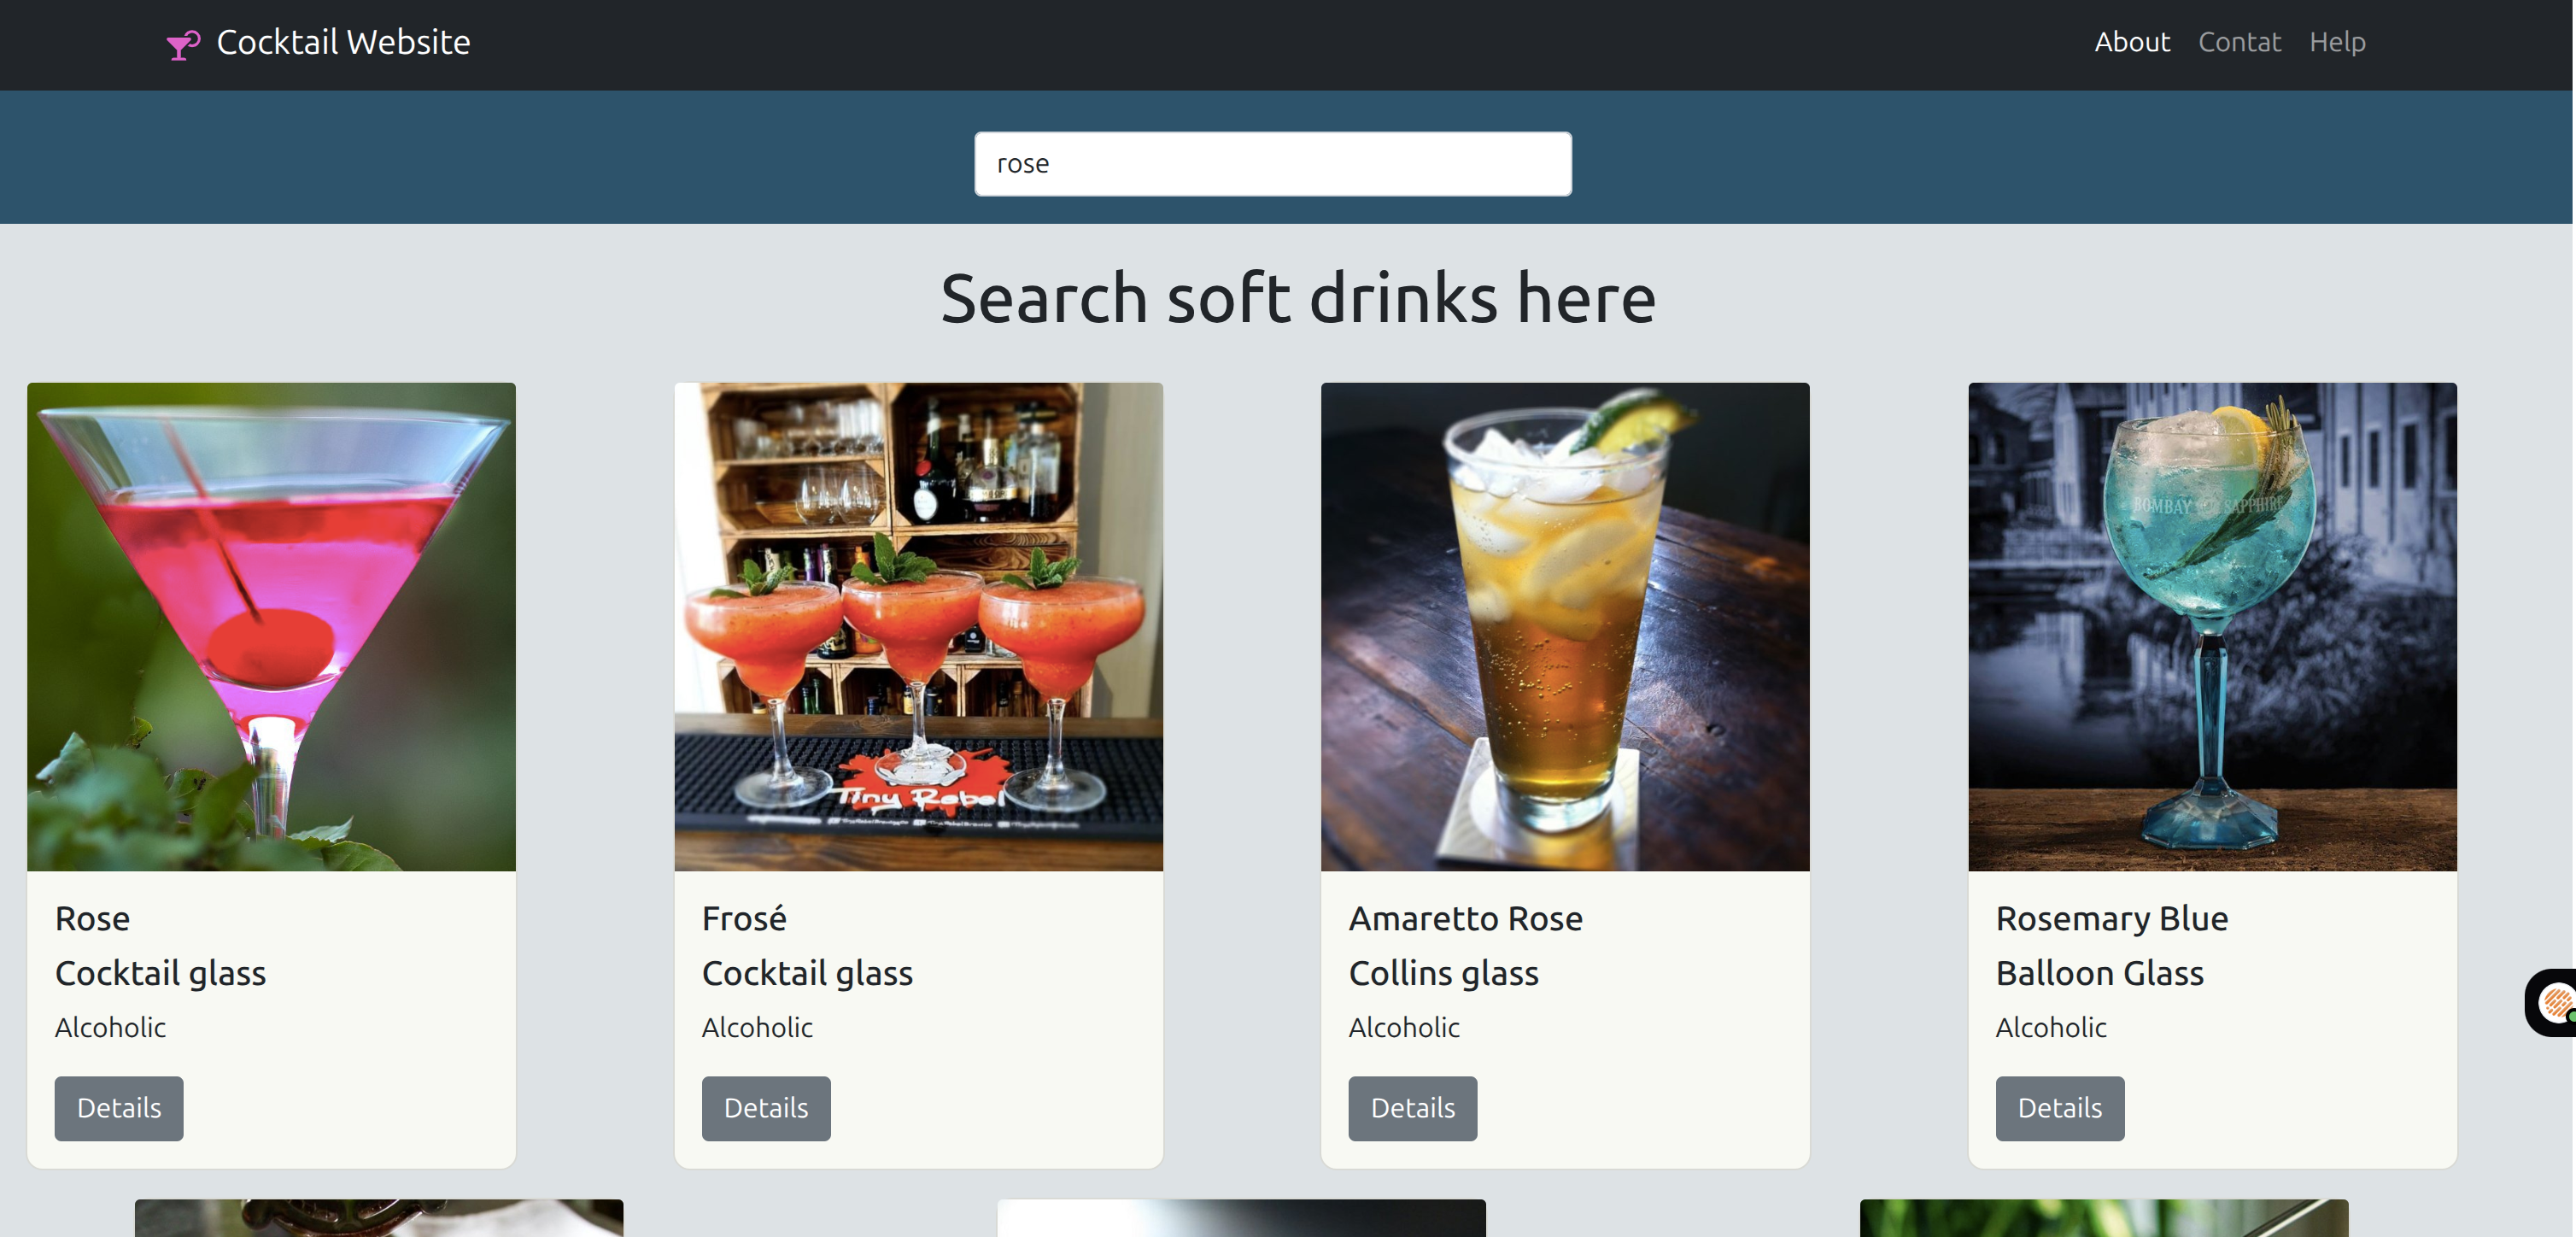 Cocktail Website
About Contat Help
rose
Search soft drinks here
BOMBAY SAPPHIRE
Tiny Rebel
Rose
Cocktail glass
Alcoholic
Details
Frosé
Cocktail glass
Alcoholic
Details
Amaretto Rose
Collins glass
Alcoholic
Details
Rosemary Blue
Balloon Glass
Alcoholic
Details